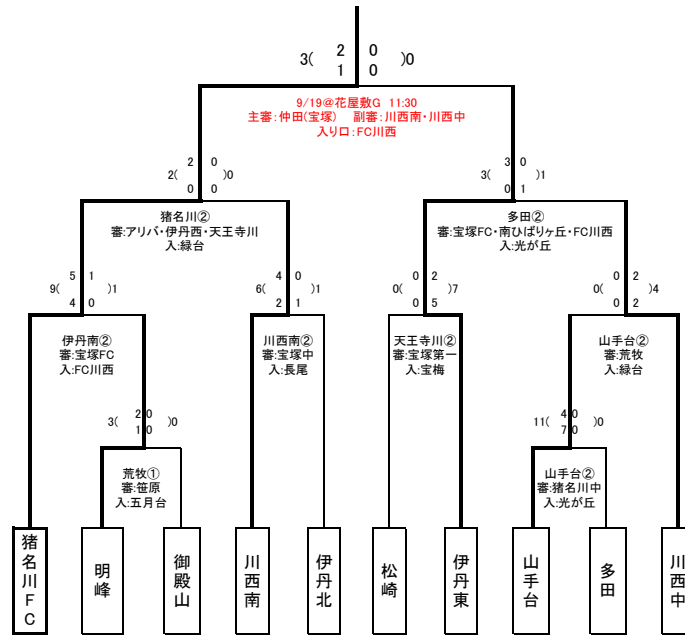 2 0
3( )0
1 0
9/19@花屋敷G 11:30
主審:仲田(宝塚) 副審:川西南・川西中
入り口:FC川西
2 0
2( )0
0 0
3 0
3( )1
0 1
猪名川②
審:アリバ・伊丹西・天王寺川
入:緑台
多田②
審:宝塚FC・南ひばりヶ丘・FC川西
入:光が丘
5 1
9( )1
4 0
4 0
6( )1
2 1
0 2
0( )7
0 5
0 2
0( )4
0 2
伊丹南②
審:宝塚FC
入:FC川西
川西南②
審:宝塚中
入:長尾
天王寺川②
審:宝塚第一
入:宝梅
山手台②
審:荒牧
入:緑台
2 0
3( )0
1 0
4 0
11( )0
7 0
荒牧①
審:笹原
入:五月台
山手台②
審:猪名川中
入:光が丘
猪名川FC
明峰
御殿山
川西南
伊丹北
松崎
伊丹東
山手台
多田
川西中